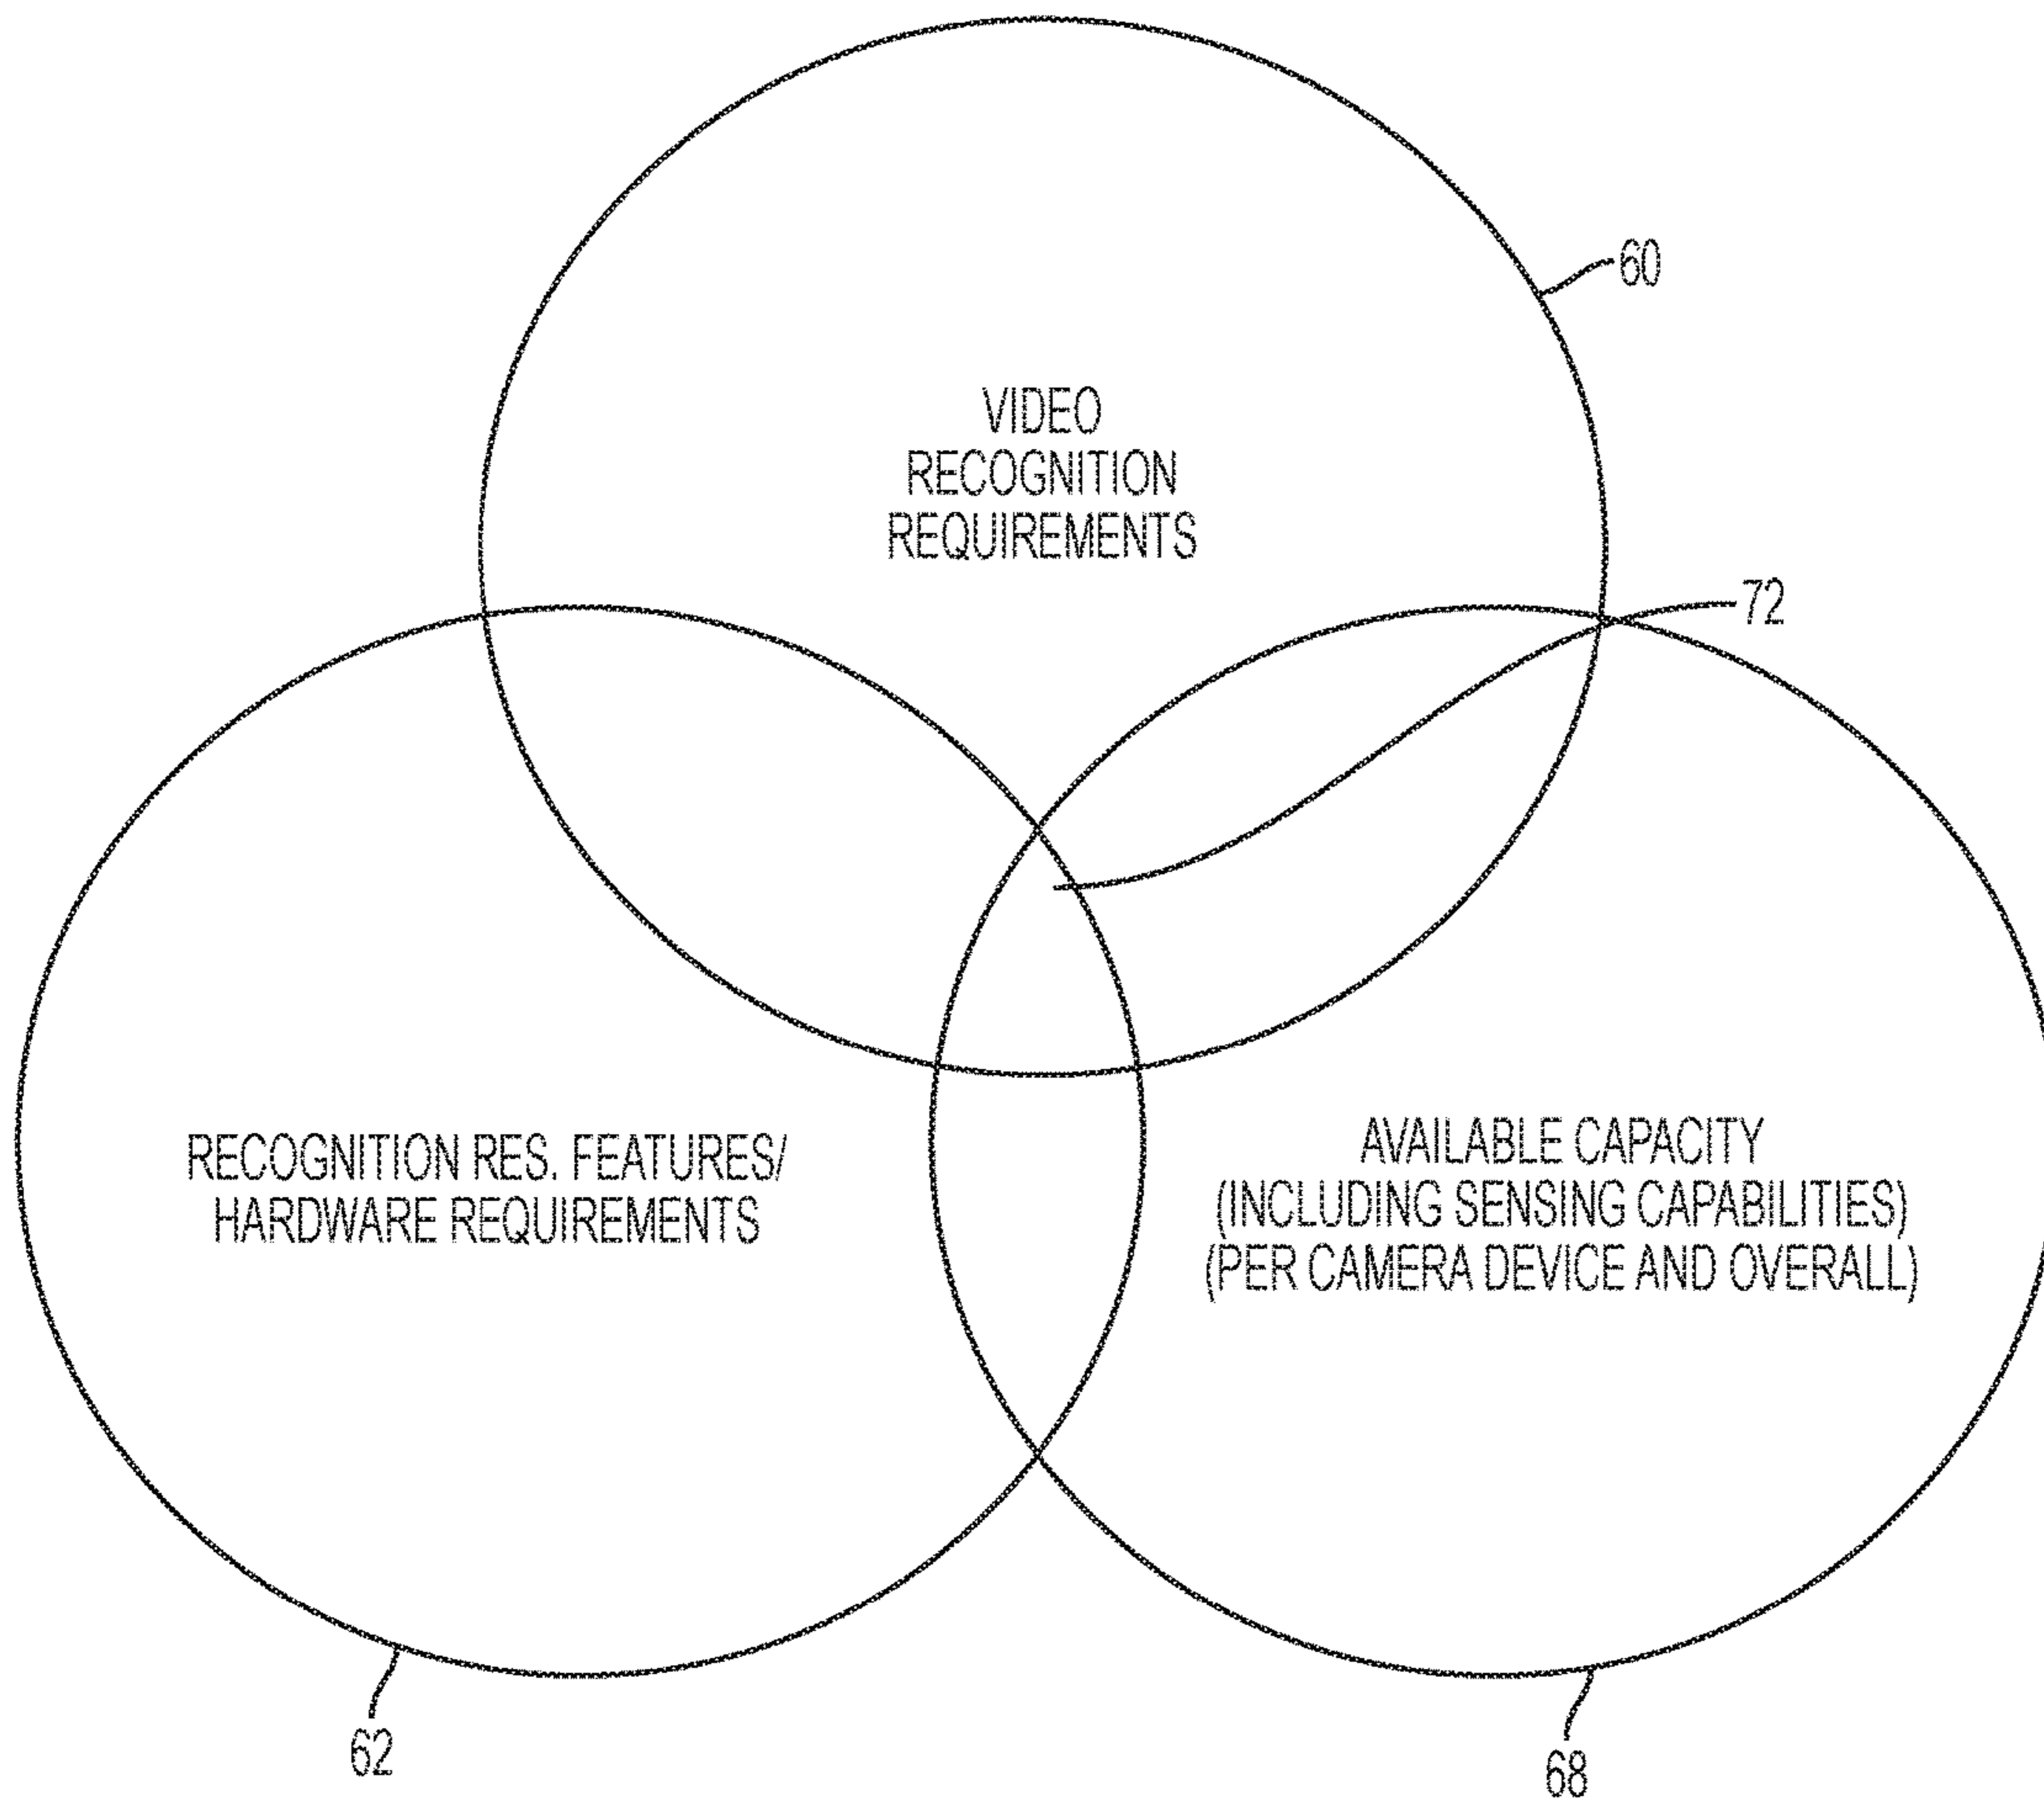 60
VIDEO
RECOGNITION
REQUIREMENTS
72
RECOGNITION RES. FEATURES/
HARDWARE REQUIREMENTS
AVAILABLE CAPACITY
(INCLUDING SENSING CAPABILITIES)
(PER CAMERA DEVICE AND OVERALL)
62
68